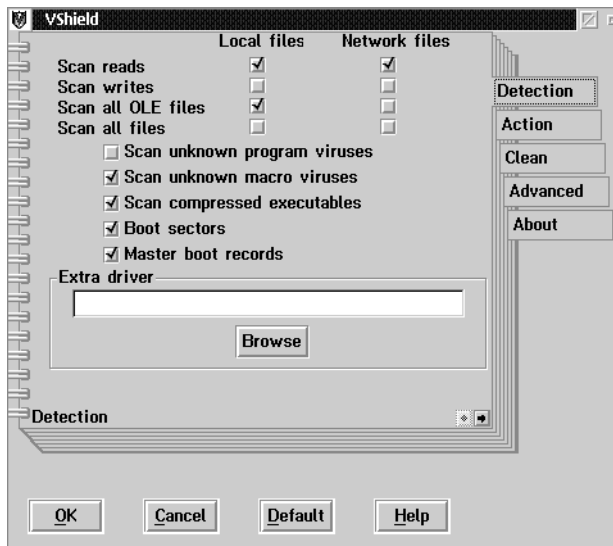 VShield
Local files Network files
Scan reads
Scan writes
Scan all OLE files
Scan all files
Scan unknown program viruses
Scan unknown macro viruses
Scan compressed executables
Boot sectors
Master boot records
Extra driver
Browse
Detection
Detection
Action
Clean
Advanced
About
OK Cancel Default Help